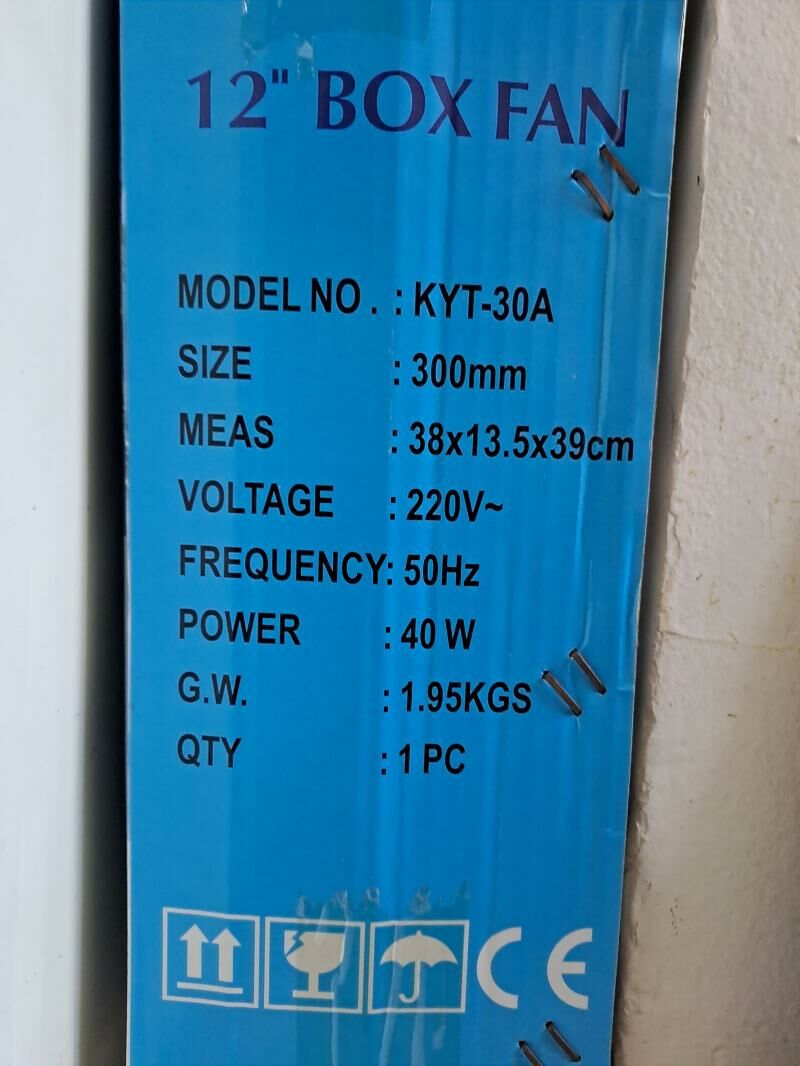 12" BOX FAN
MODEL NO . : KYT-30A
SIZE : 300mm
MEAS : 38x13.5x39cm
VOLTAGE : 220V~
FREQUENCY: 50Hz
POWER : 40 W
G.W. : 1.95KGS
QTY : 1 PC
CE